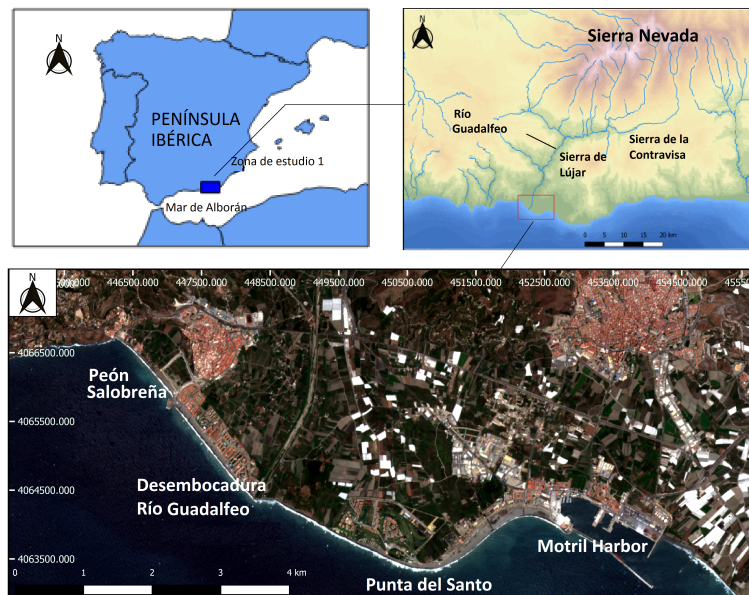 N
PENÍNSULA
IBÉRICA
Zona de estudio 1
Mar de Alborán
N
Sierra Nevada
Río
Guadalfeo
Sierra de
Lújar
Sierra de la
Contravisa
0 5 10 15 20 km
N
446500.000 447500.000 448500.000 449500.000 450500.000 451500.000 452500.000 453500.000 454500.000
4066500.000
Peón
Salobreña
4065500.000
4064500.000
Desembocadura
Río Guadalfeo
4063500.000
Motril Harbor
0 1 2 3 4 km
Punta del Santo